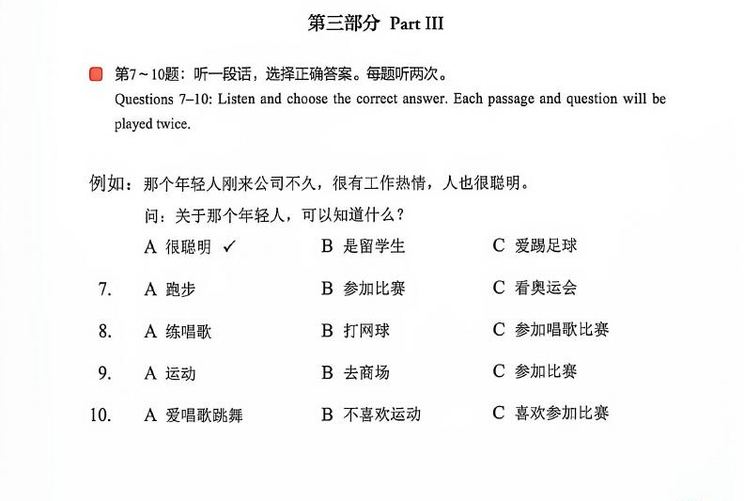 第三部分 Part III
第7~10题：听一段话，选择正确答案。每题听两次。
Questions 7–10: Listen and choose the correct answer. Each passage and question will be
played twice.
例如：那个年轻人刚来公司不久，很有工作热情，人也很聪明。
问：关于那个年轻人，可以知道什么？
A 很聪明 ✓ B 是留学生 C 爱踢足球
7. A 跑步 B 参加比赛 C 看奥运会
8. A 练唱歌 B 打网球 C 参加唱歌比赛
9. A 运动 B 去商场 C 参加比赛
10. A 爱唱歌跳舞 B 不喜欢运动 C 喜欢参加比赛